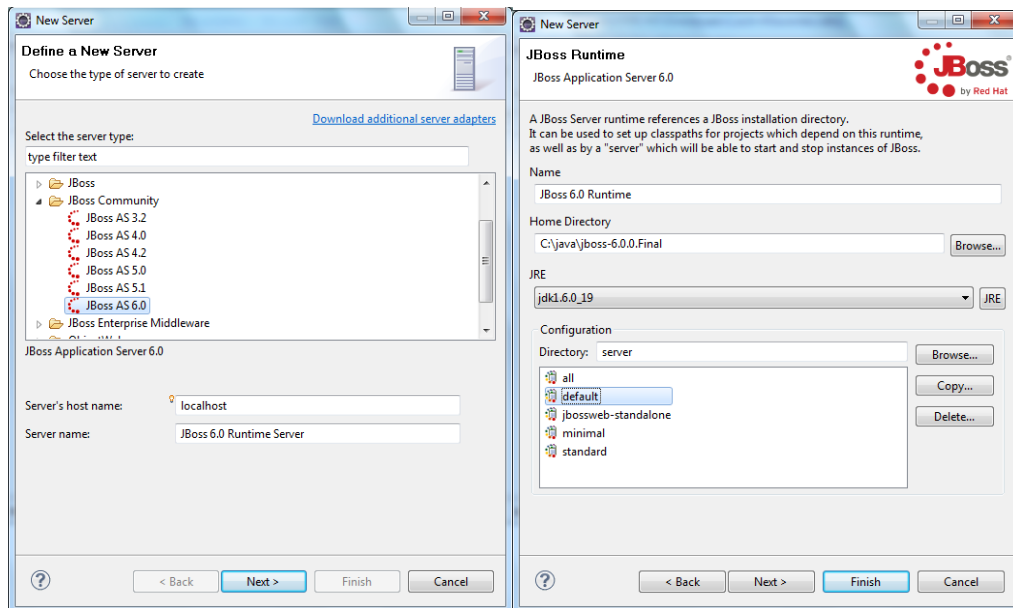 New Server
Define a New Server
Choose the type of server to create
Download additional server adapters
Select the server type:
type filter text
JBoss
JBoss Community
JBoss AS 3.2
JBoss AS 4.0
JBoss AS 4.2
JBoss AS 5.0
JBoss AS 5.1
JBoss AS 6.0
JBoss Enterprise Middleware
JBoss Application Server 6.0
Server's host name: localhost
Server name: JBoss 6.0 Runtime Server
? < Back Next > Finish Cancel
New Server
JBoss Runtime
JBoss Application Server 6.0
JBoss
by Red Hat
A JBoss Server runtime references a JBoss installation directory.
It can be used to set up classpaths for projects which depend on this runtime,
as well as by a "server" which will be able to start and stop instances of JBoss.
Name
JBoss 6.0 Runtime
Home Directory
C:\java\jboss-6.0.0.Final Browse...
JRE
jdk1.6.0_19 JRE
Configuration
Directory: server Browse...
all
default
jbossweb-standalone
minimal
standard
Copy...
Delete...
? < Back Next > Finish Cancel